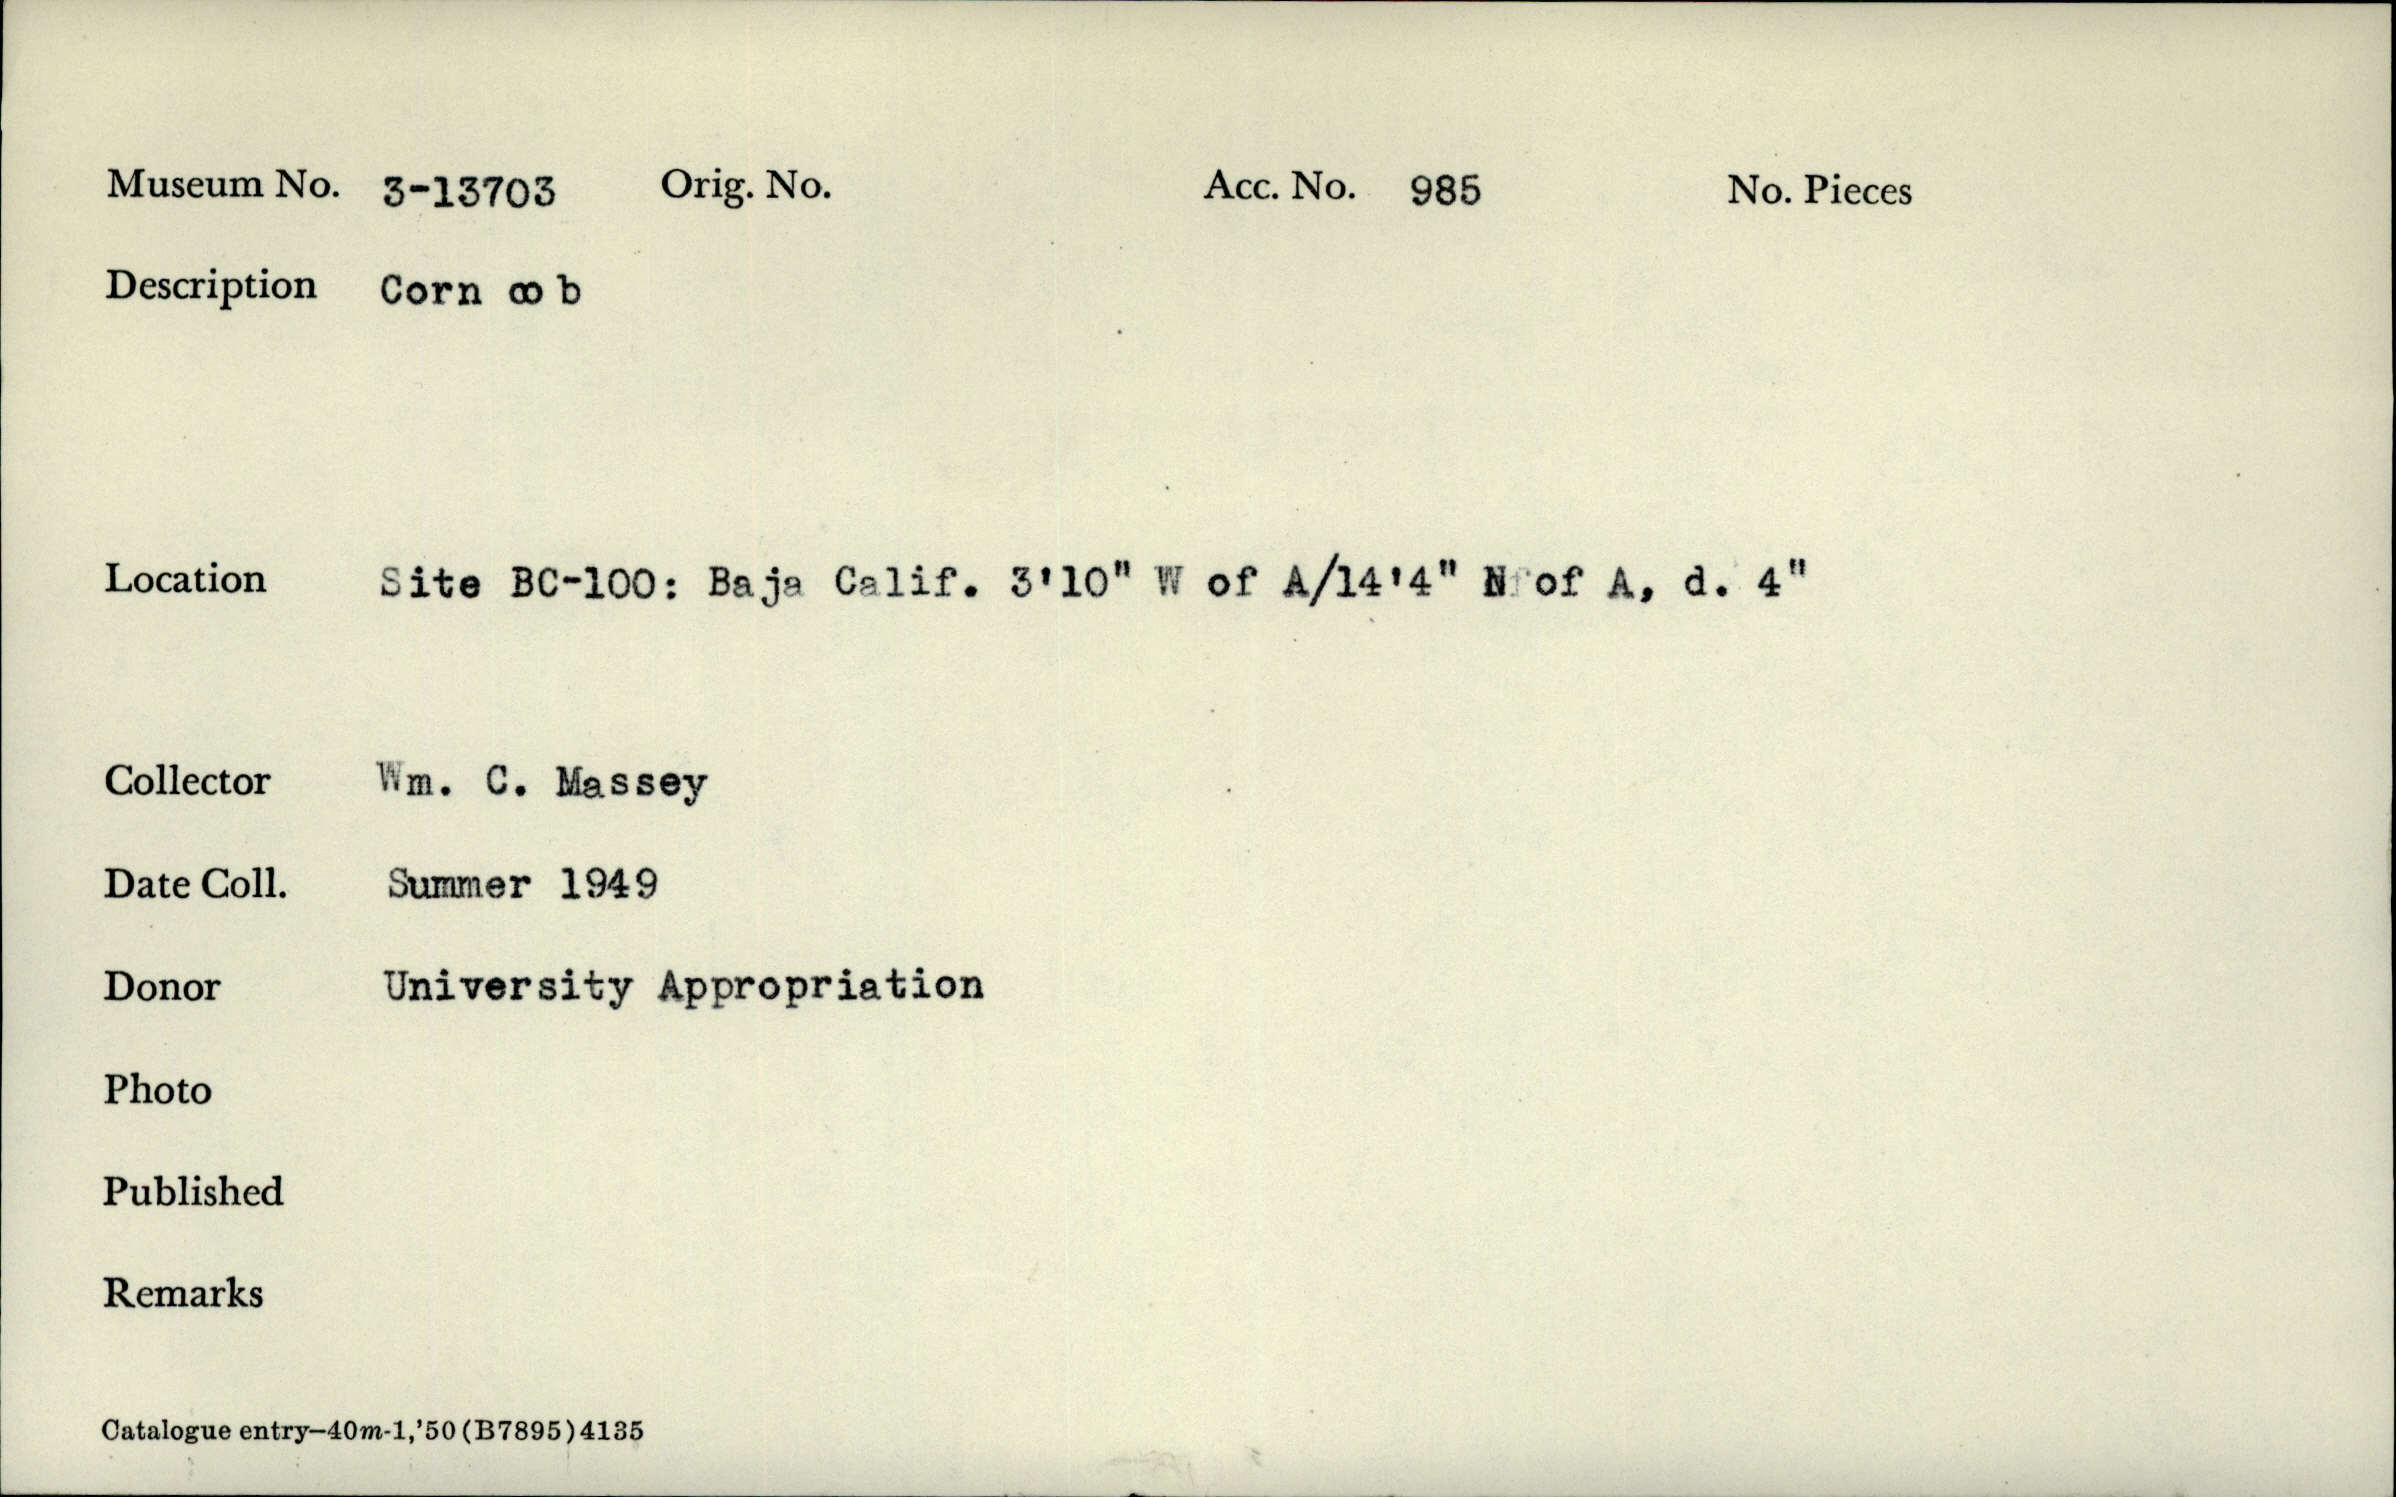 Museum No. 3-13703 Orig. No. Acc. No. 985 No. Pieces
Description Corn cob
Location Site BC-100: Baja Calif. 3'10" W of A/14'4" N of A, d. 4"
Collector Wm. C. Massey
Date Coll. Summer 1949
Donor University Appropriation
Photo
Published
Remarks
Catalogue entry—40m-1,'50(B7895)4135